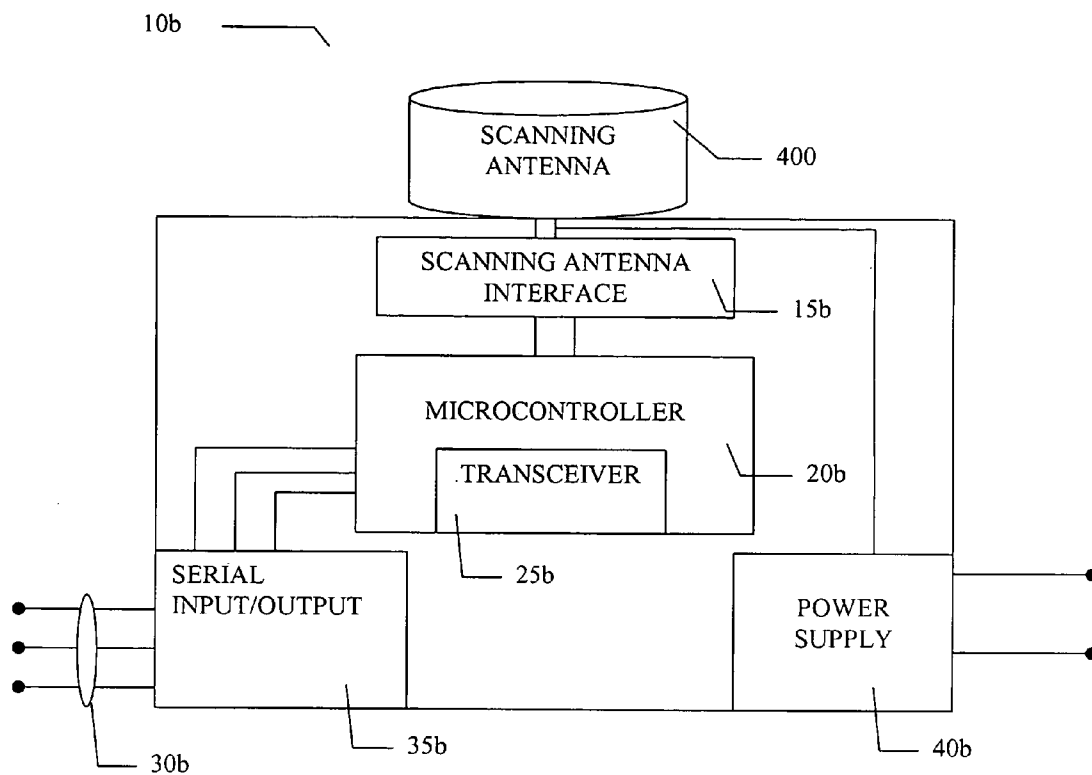 10b
SCANNING
ANTENNA
400
SCANNING ANTENNA
INTERFACE
15b
MICROCONTROLLER
20b
TRANSCEIVER
25b
SERIAL
INPUT/OUTPUT
POWER
SUPPLY
30b
35b
40b